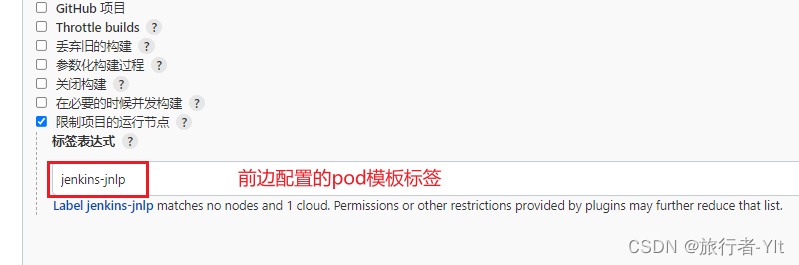 GitHub 项目
Throttle builds ?
丢弃旧的构建 ?
参数化构建过程 ?
关闭构建 ?
在必要的时候并发构建 ?
限制项目的运行节点 ?
标签表达式 ?
jenkins-jnlp 前边配置的pod模板标签
Label jenkins-jnlp matches no nodes and 1 cloud. Permissions or other restrictions provided by plugins may further reduce that list.
CSDN @旅行者-Ylt